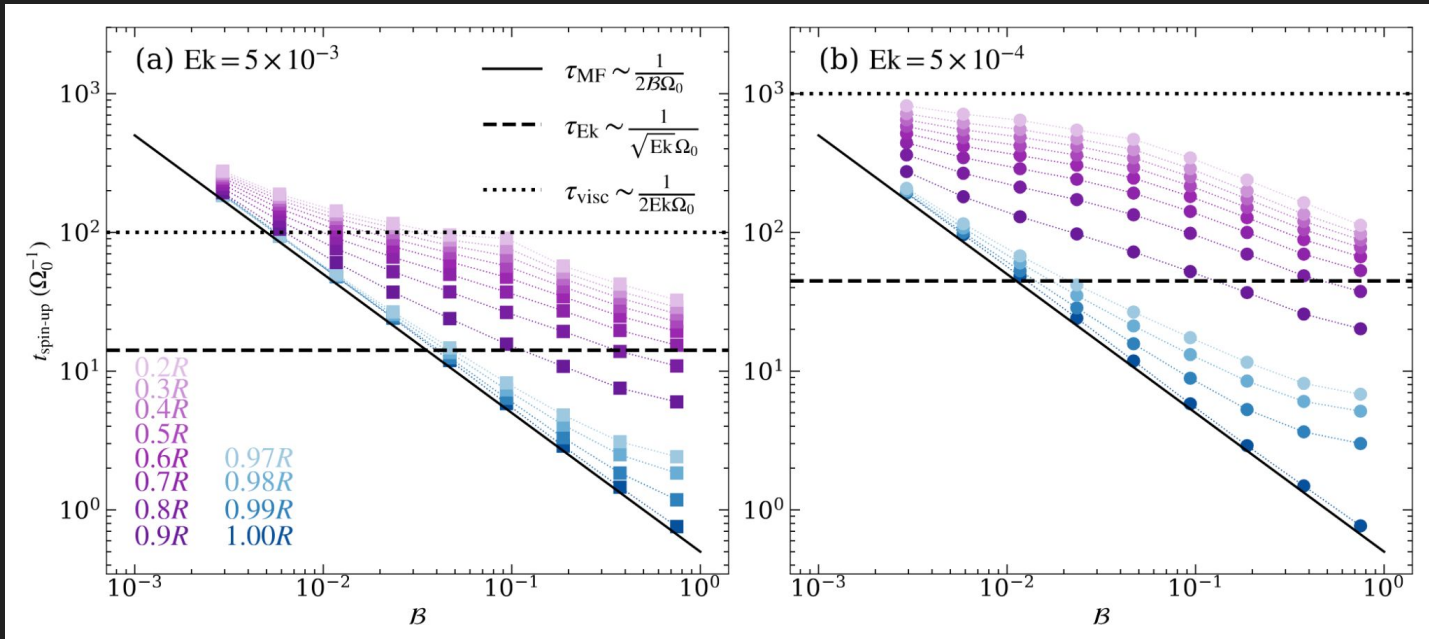 (a) Ek = 5 × 10⁻³
τ_MF ~ 1/(2ℬΩ₀)
τ_Ek ~ 1/(√Ek Ω₀)
τ_visc ~ 1/(2EkΩ₀)
t_spin-up (Ω₀⁻¹)
10³
10²
10¹
10⁰
0.2R
0.3R
0.4R
0.5R
0.6R 0.97R
0.7R 0.98R
0.8R 0.99R
0.9R 1.00R
10⁻³ 10⁻² 10⁻¹ 10⁰
ℬ
(b) Ek = 5 × 10⁻⁴
10³
10²
10¹
10⁰
10⁻³ 10⁻² 10⁻¹ 10⁰
ℬ